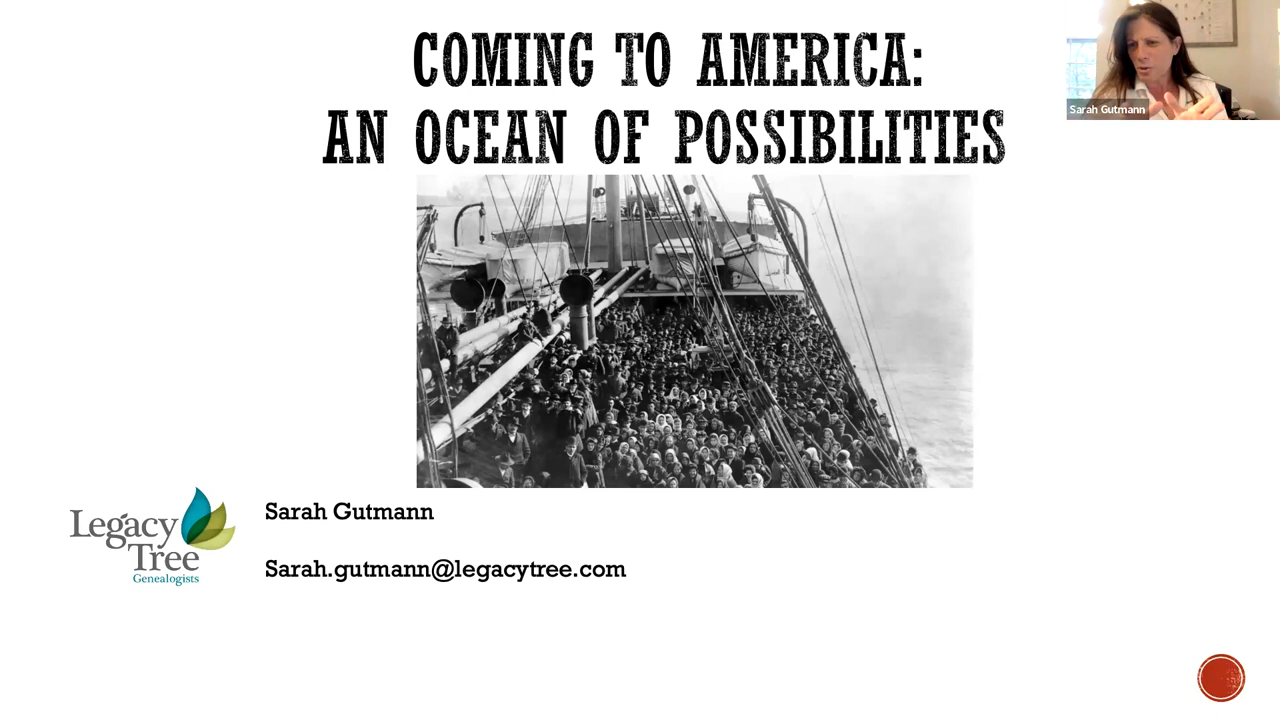 COMING TO AMERICA:
AN OCEAN OF POSSIBILITIES
Sarah Gutmann
Legacy
Tree
Genealogists
Sarah Gutmann
Sarah.gutmann@legacytree.com